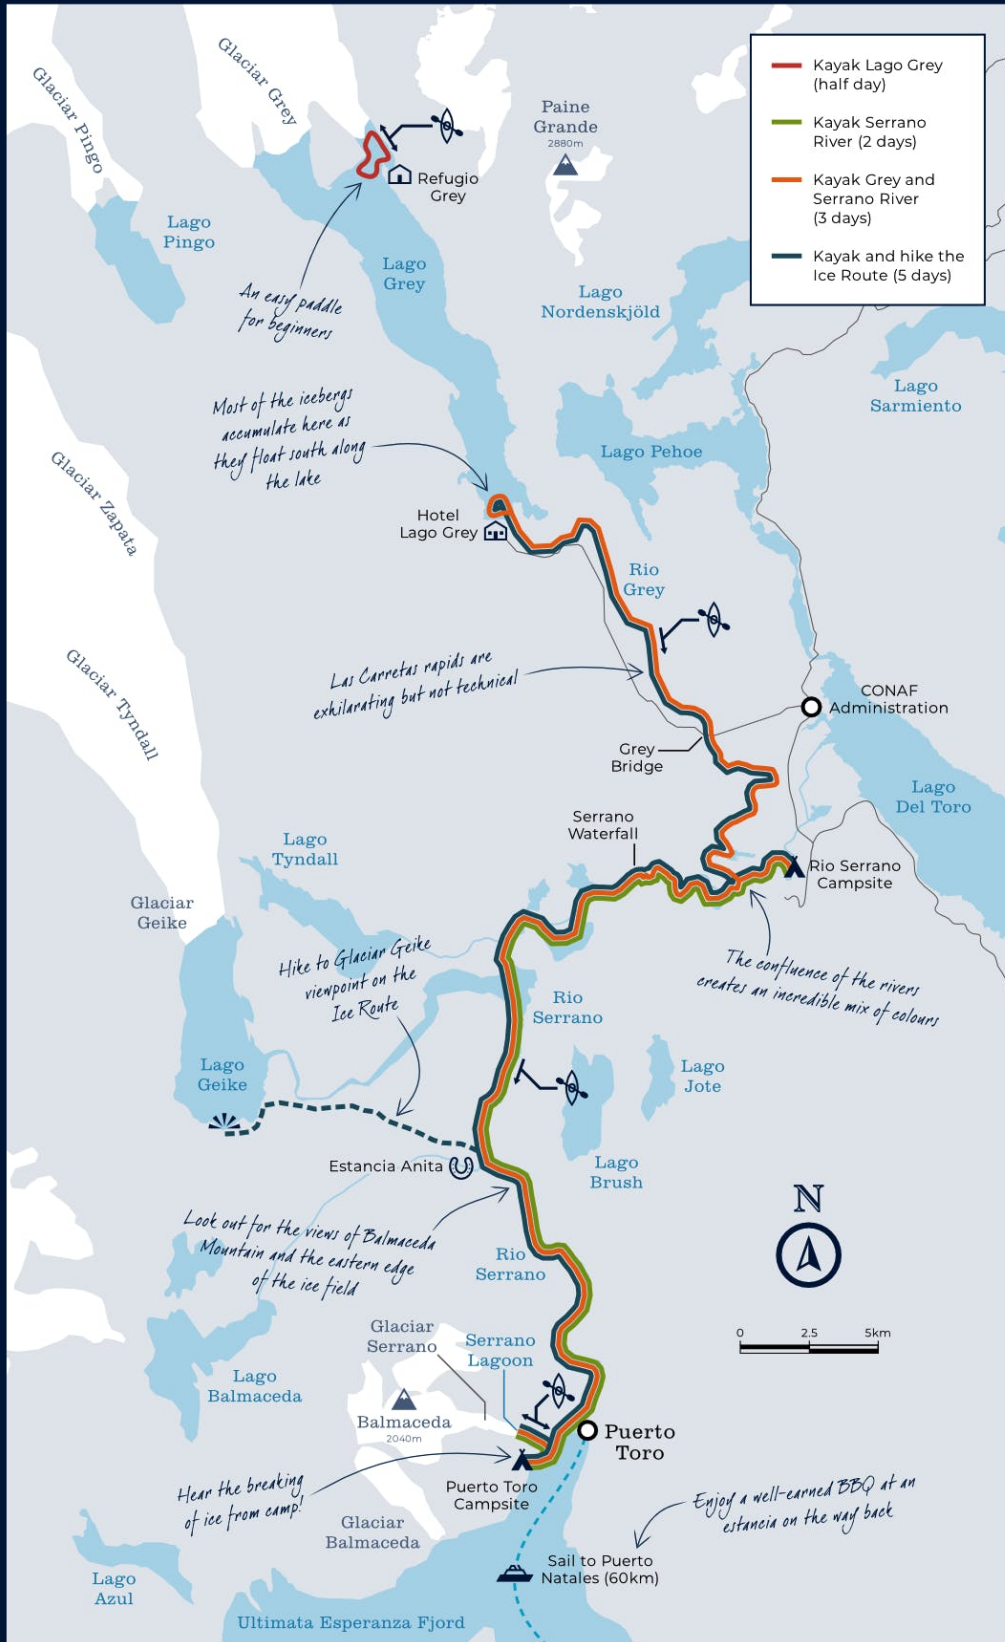 Kayak Lago Grey
(half day)
Kayak Serrano
River (2 days)
Kayak Grey and
Serrano River
(3 days)
Kayak and hike the
Ice Route (5 days)
Glaciar Pingo
Glaciar Grey
Paine
Grande
2880m
Refugio
Grey
Lago
Pingo
Lago
Grey
An easy paddle
for beginners
Lago
Nordenskjöld
Lago
Sarmiento
Most of the icebergs
accumulate here as
they float south along
the lake
Lago Pehoe
Glaciar Zapata
Hotel
Lago Grey
Rio
Grey
Glaciar Tyndall
Las Carretas rapids are
exhilarating but not technical
CONAF
Administration
Grey
Bridge
Lago
Del Toro
Serrano
Waterfall
Lago
Tyndall
Rio Serrano
Campsite
Glaciar
Geike
Hike to Glaciar Geike
viewpoint on the
Ice Route
The confluence of the rivers
creates an incredible mix of colours
Rio
Serrano
Lago
Geike
Lago
Jote
Estancia Anita
Lago
Brush
N
Look out for the views of Balmaceda
Mountain and the eastern edge
of the ice field
Rio
Serrano
Glaciar
Serrano
Serrano
Lagoon
0 2.5 5km
Lago
Balmaceda
Balmaceda
2040m
Puerto
Toro
Hear the breaking
of ice from camp!
Puerto Toro
Campsite
Enjoy a well-earned BBQ at an
estancia on the way back
Glaciar
Balmaceda
Lago
Azul
Sail to Puerto
Natales (60km)
Ultimata Esperanza Fjord